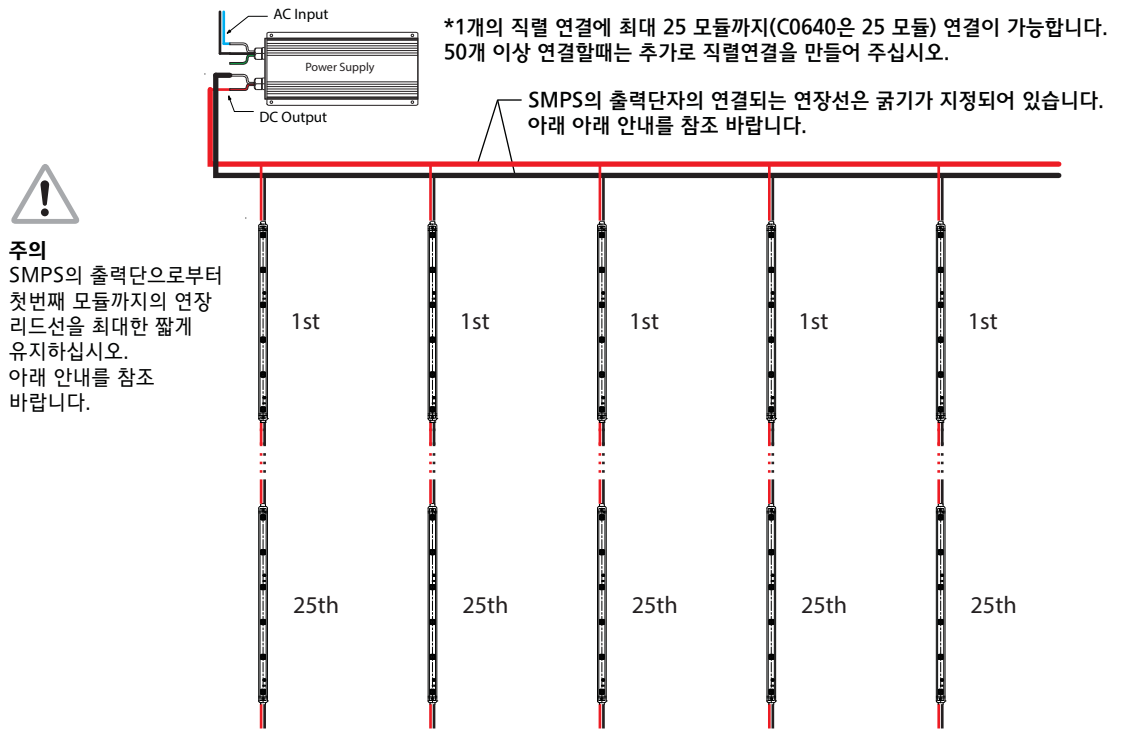 AC Input
Power Supply
DC Output
*1개의 직렬 연결에 최대 25 모듈까지(C0640은 25 모듈) 연결이 가능합니다.
50개 이상 연결할때는 추가로 직렬연결을 만들어 주십시오.
SMPS의 출력단자의 연결되는 연장선은 굵기가 지정되어 있습니다.
아래 아래 안내를 참조 바랍니다.
주의
SMPS의 출력단으로부터
첫번째 모듈까지의 연장
리드선을 최대한 짧게
유지하십시오.
아래 안내를 참조
바랍니다.
1st
1st
1st
1st
1st
25th
25th
25th
25th
25th